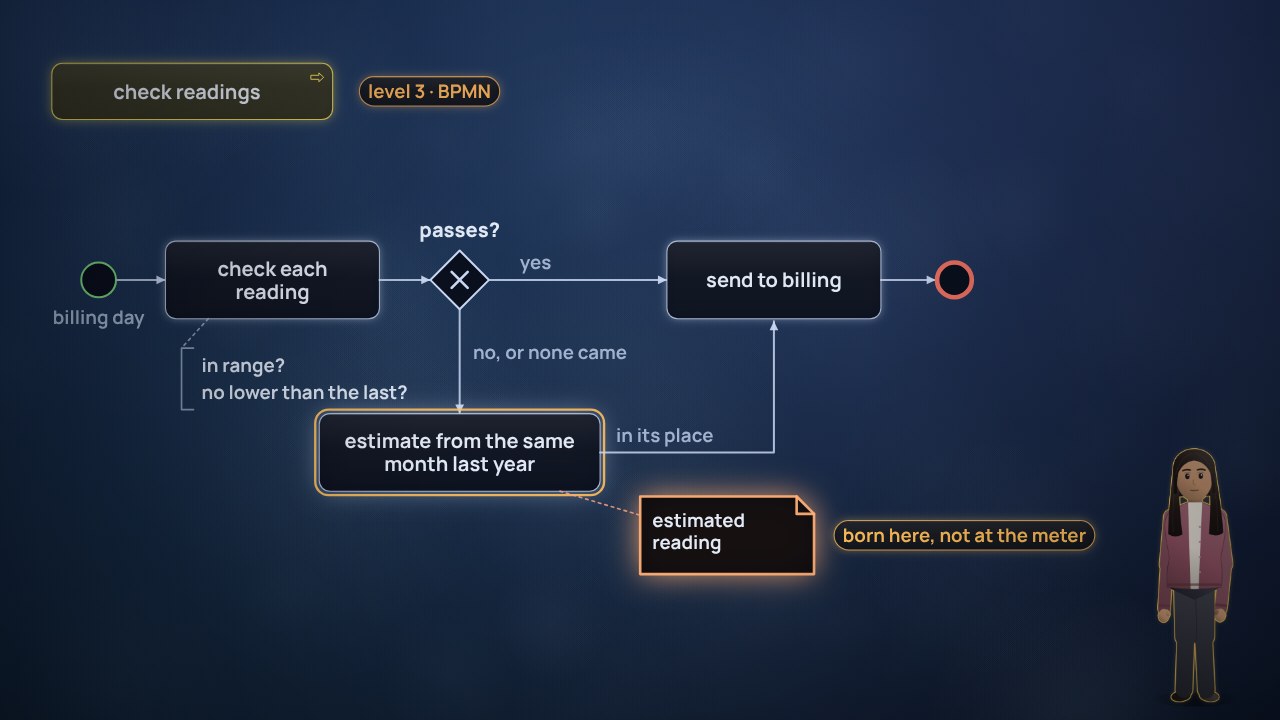 check readings
level 3 · BPMN
passes?
yes
check each
reading
send to billing
billing day
no, or none came
in range?
no lower than the last?
estimate from the same
month last year
in its place
estimated
reading
born here, not at the meter